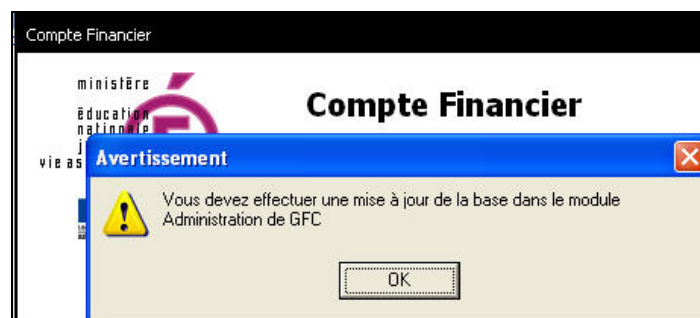 Compte Financier
ministère
éducation
nationale
vie as
Compte Financier
Avertissement
Vous devez effectuer une mise à jour de la base dans le module
Administration de GFC
OK